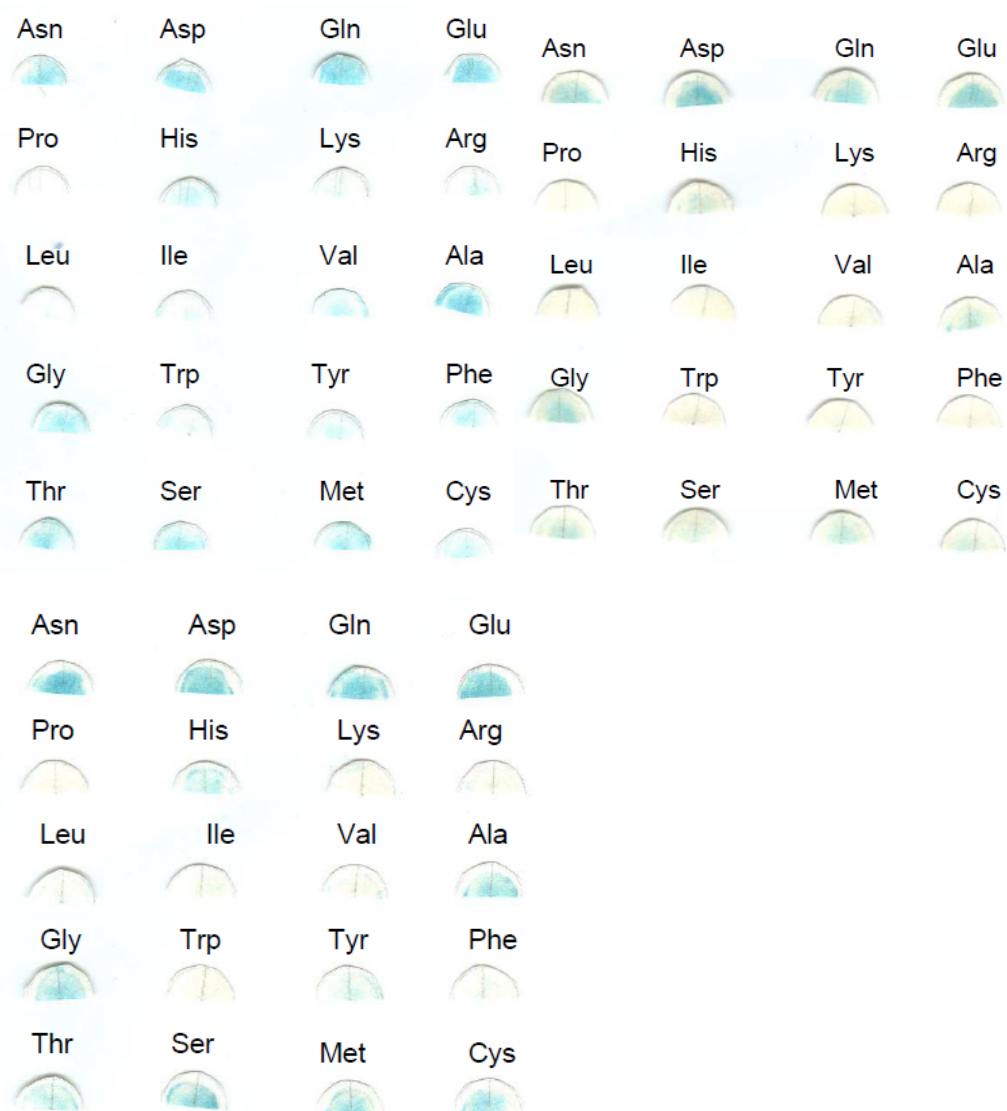 Asn Asp Gln Glu
Pro His Lys Arg
Leu Ile Val Ala
Gly Trp Tyr Phe
Thr Ser Met Cys
Asn Asp Gln Glu
Pro His Lys Arg
Leu Ile Val Ala
Gly Trp Tyr Phe
Thr Ser Met Cys
Asn Asp Gln Glu
Pro His Lys Arg
Leu Ile Val Ala
Gly Trp Tyr Phe
Thr Ser Met Cys